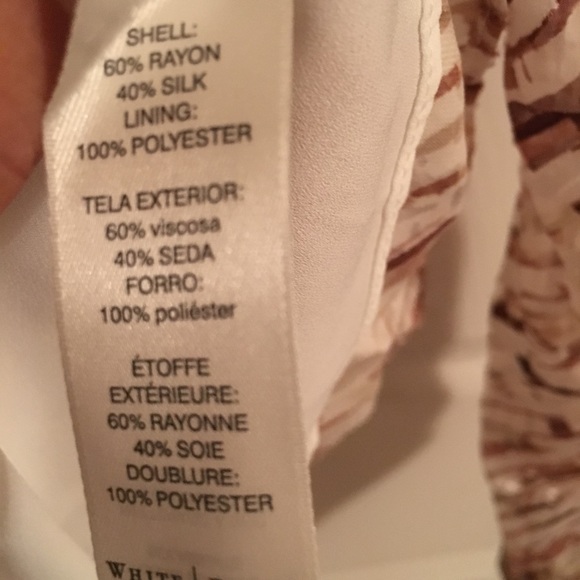 SHELL:
60% RAYON
40% SILK
LINING:
100% POLYESTER
TELA EXTERIOR:
60% viscosa
40% SEDA
FORRO:
100% poliéster
ÉTOFFE
EXTÉRIEURE:
60% RAYONNE
40% SOIE
DOUBLURE:
100% POLYESTER
WHITE